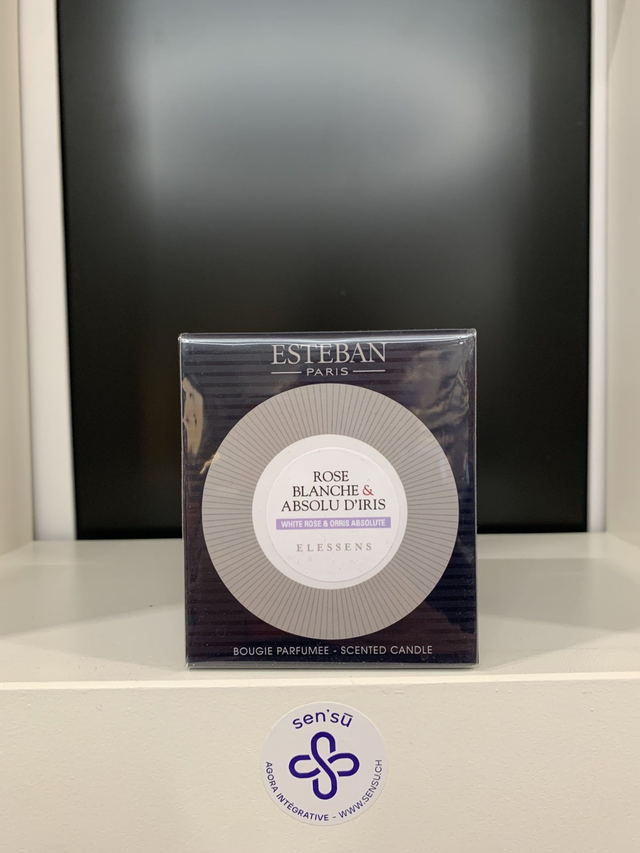 ESTEBAN
PARIS
ROSE
BLANCHE &
ABSOLU D'IRIS
WHITE ROSE & ORRIS ABSOLUTE
ELESSENS
BOUGIE PARFUMEE - SCENTED CANDLE
sen'sū
AGORA INTÉGRATIVE - WWW.SENSU.CH